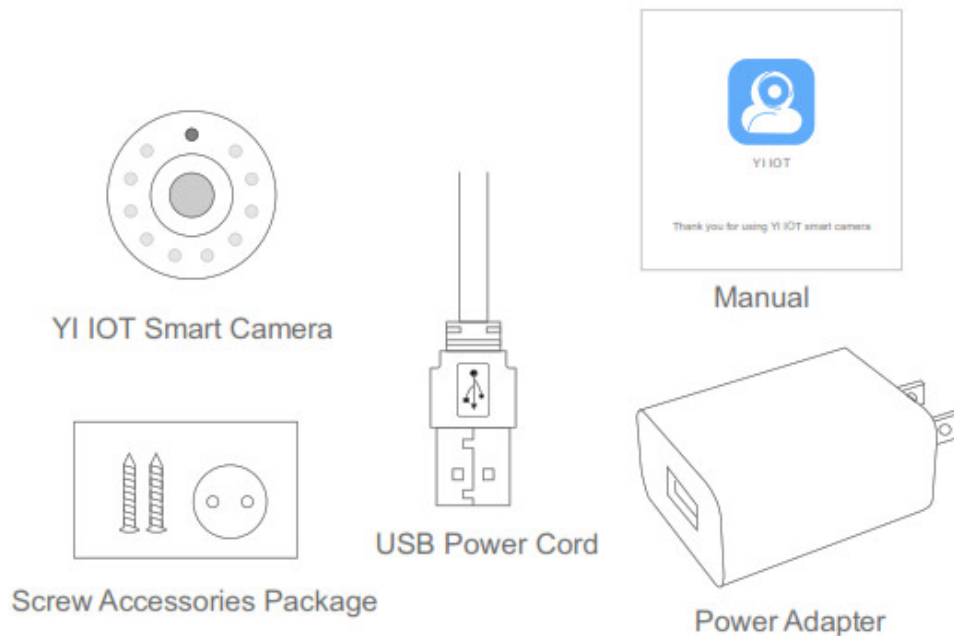 YI IOT
Thank you for using YI IOT smart camera
Manual
YI IOT Smart Camera
USB Power Cord
Screw Accessories Package
Power Adapter